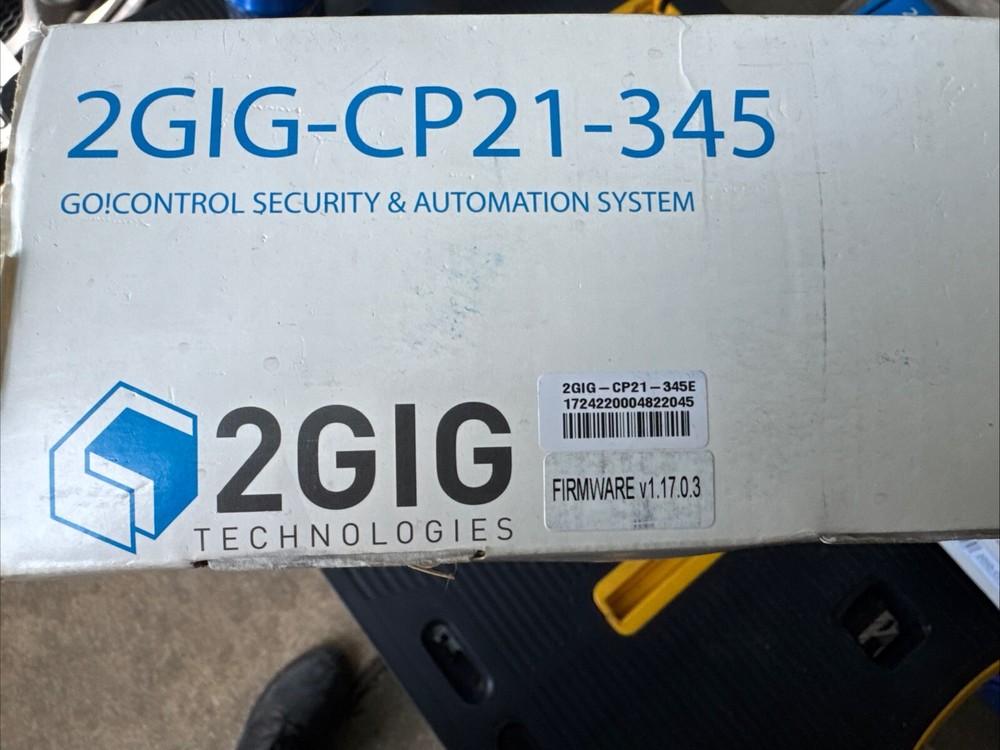 2GIG-CP21-345
GO!CONTROL SECURITY & AUTOMATION SYSTEM
2GIG-CP21-345E
1724220004822045
2GIG
FIRMWARE v1.17.0.3
TECHNOLOGIES